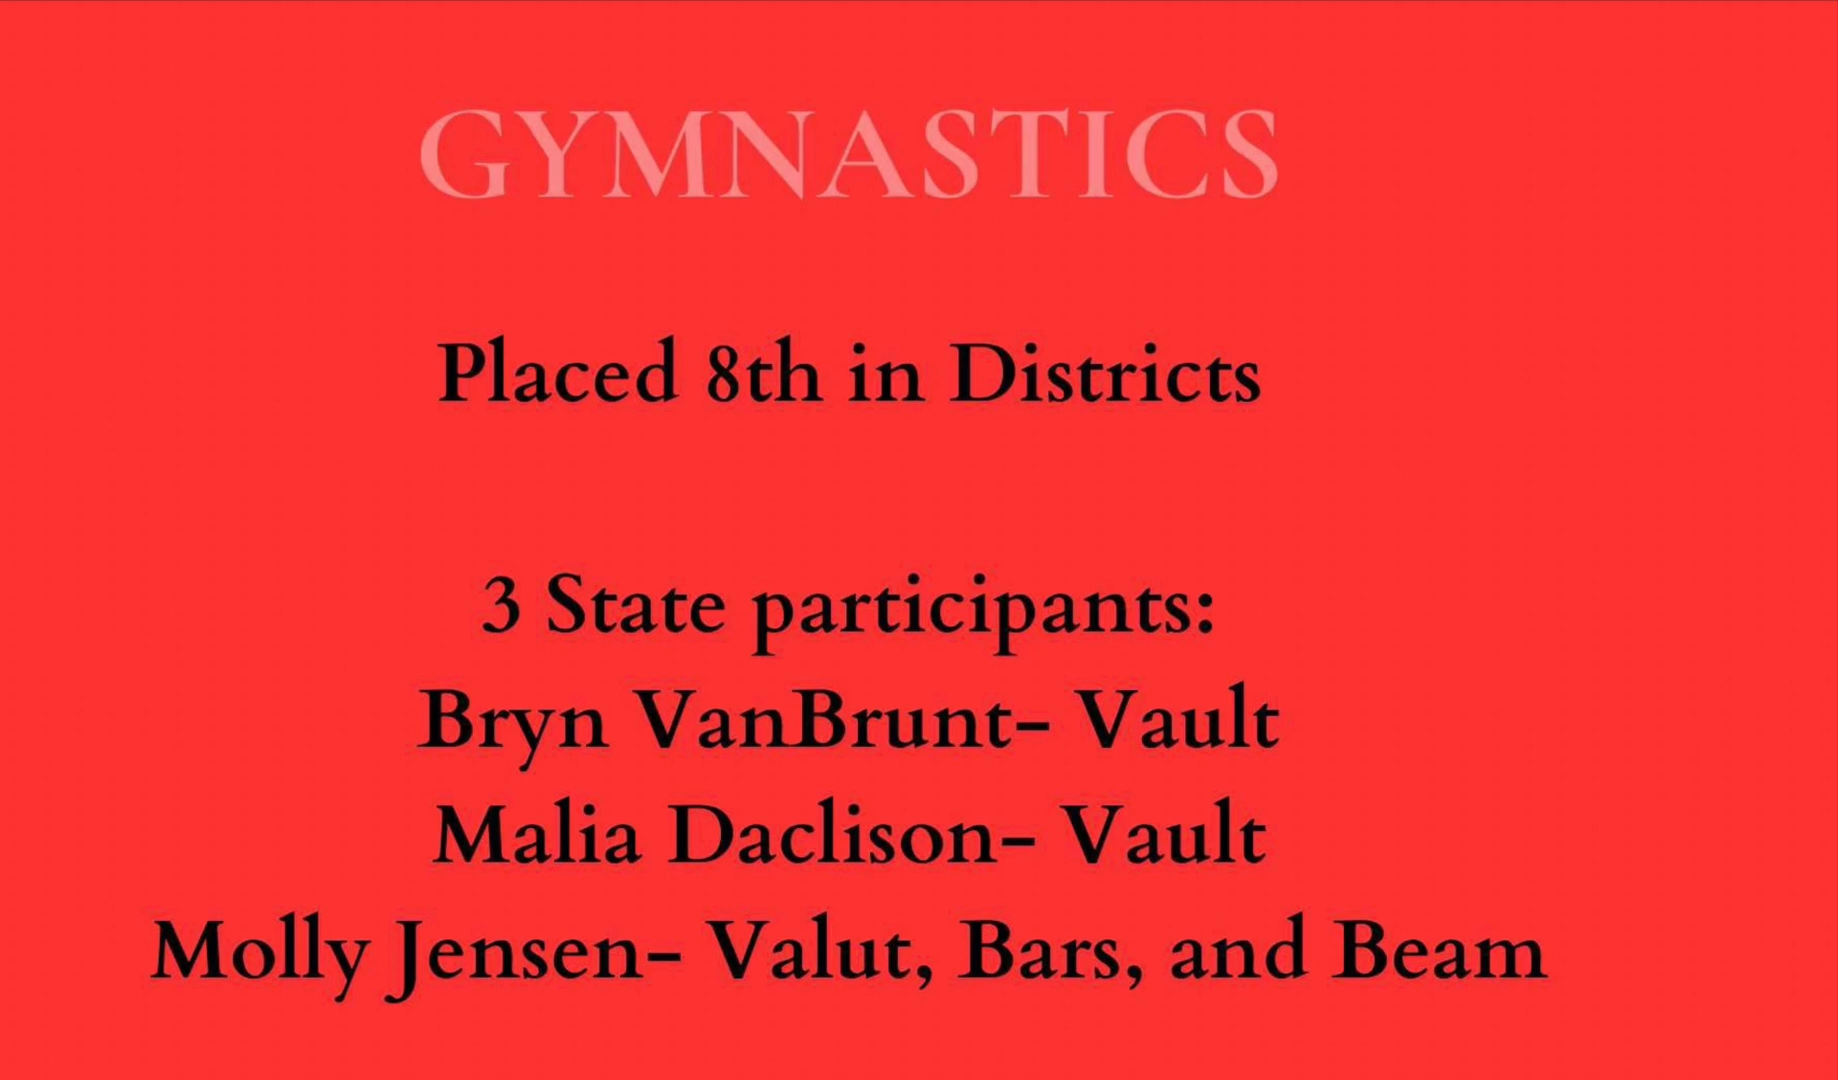 GYMNASTICS
Placed 8th in Districts
3 State participants:
Bryn VanBrunt- Vault
Malia Daclison- Vault
Molly Jensen- Valut, Bars, and Beam